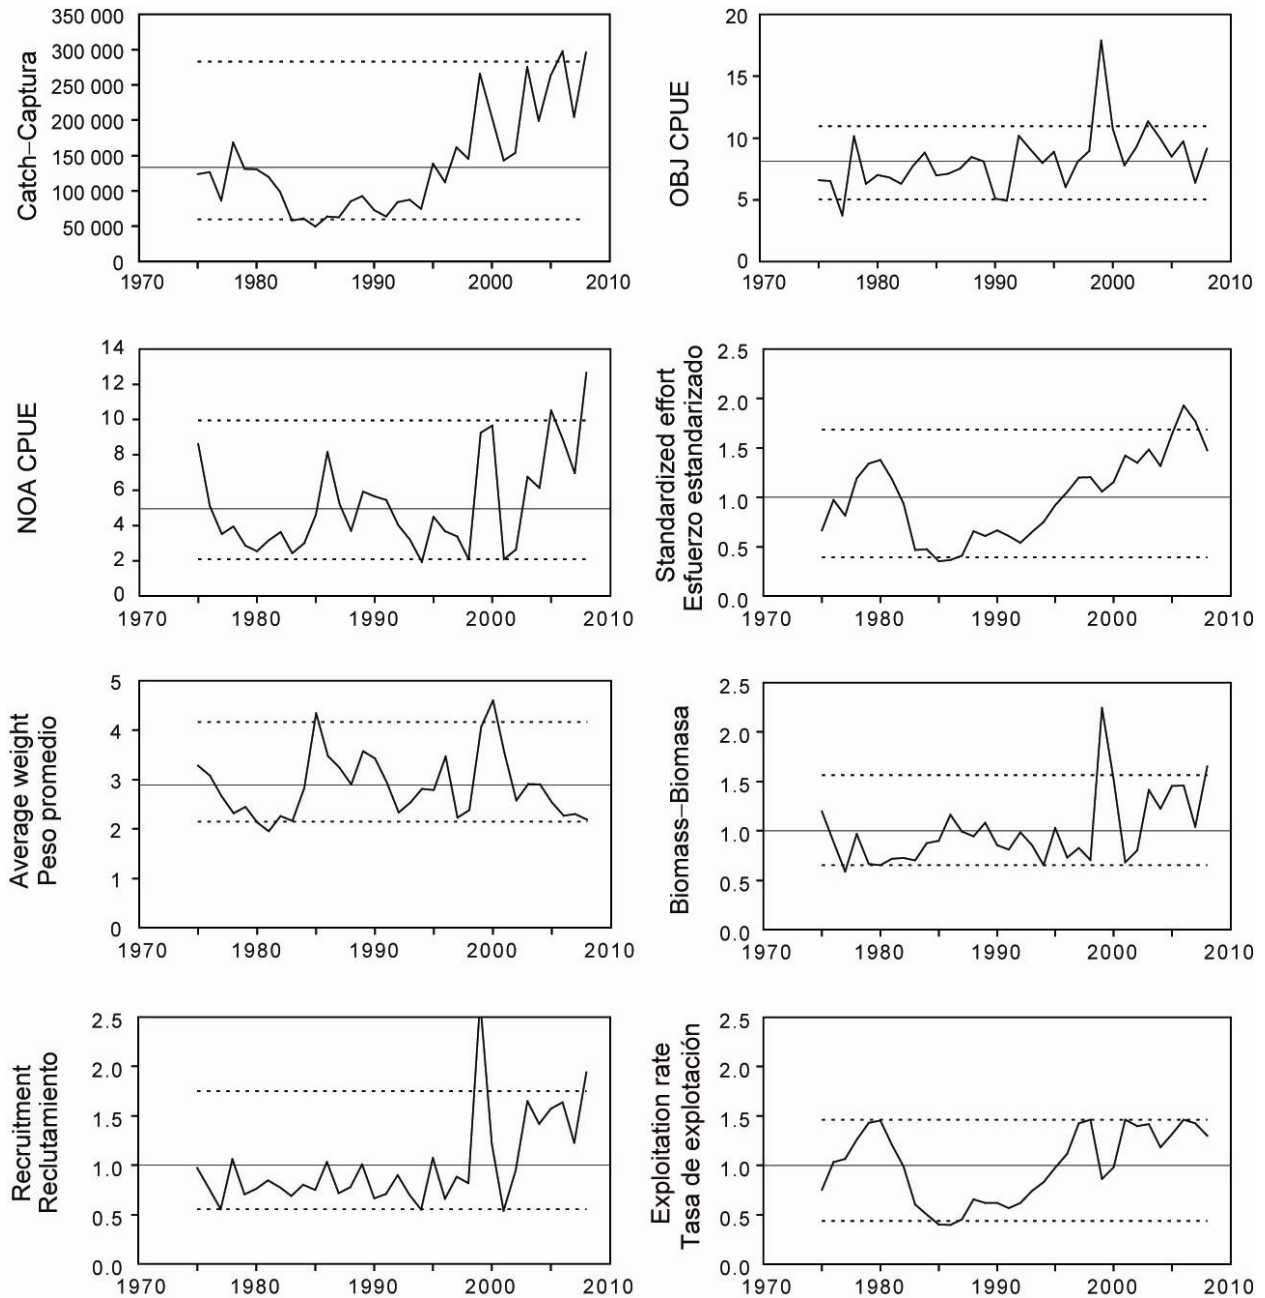 Catch–Captura
350 000
300 000
250 000
200 000
150 000
100 000
50 000
0
1970 1980 1990 2000 2010
OBJ CPUE
20
15
10
5
0
1970 1980 1990 2000 2010
NOA CPUE
14
12
10
8
6
4
2
0
1970 1980 1990 2000 2010
Standardized effort
Esfuerzo estandarizado
2.5
2.0
1.5
1.0
0.5
0.0
1970 1980 1990 2000 2010
Average weight
Peso promedio
5
4
3
2
1
0
1970 1980 1990 2000 2010
Biomass–Biomasa
2.5
2.0
1.5
1.0
0.5
0.0
1970 1980 1990 2000 2010
Recruitment
Reclutamiento
2.5
2.0
1.5
1.0
0.5
0.0
1970 1980 1990 2000 2010
Exploitation rate
Tasa de explotación
2.5
2.0
1.5
1.0
0.5
0.0
1970 1980 1990 2000 2010